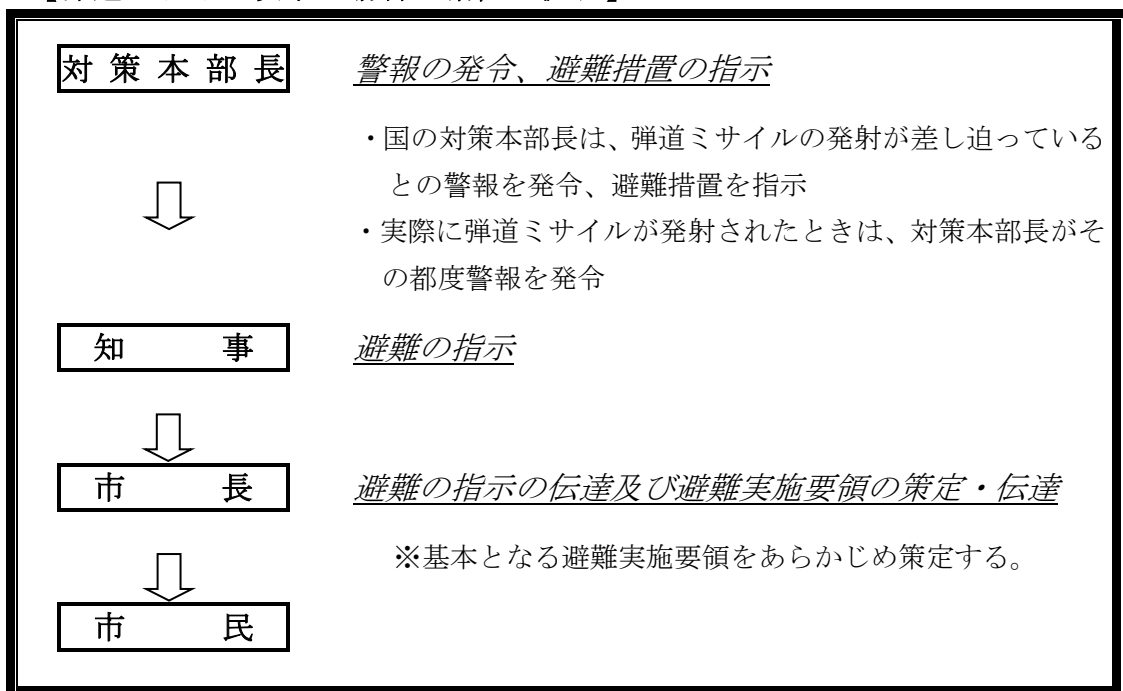 対策本部長 警報の発令、避難措置の指示
・国の対策本部長は、弾道ミサイルの発射が差し迫っている
との警報を発令、避難措置を指示
・実際に弾道ミサイルが発射されたときは、対策本部長がそ
の都度警報を発令
知　　事 避難の指示
市　　長 避難の指示の伝達及び避難実施要領の策定・伝達
※基本となる避難実施要領をあらかじめ策定する。
市　　民